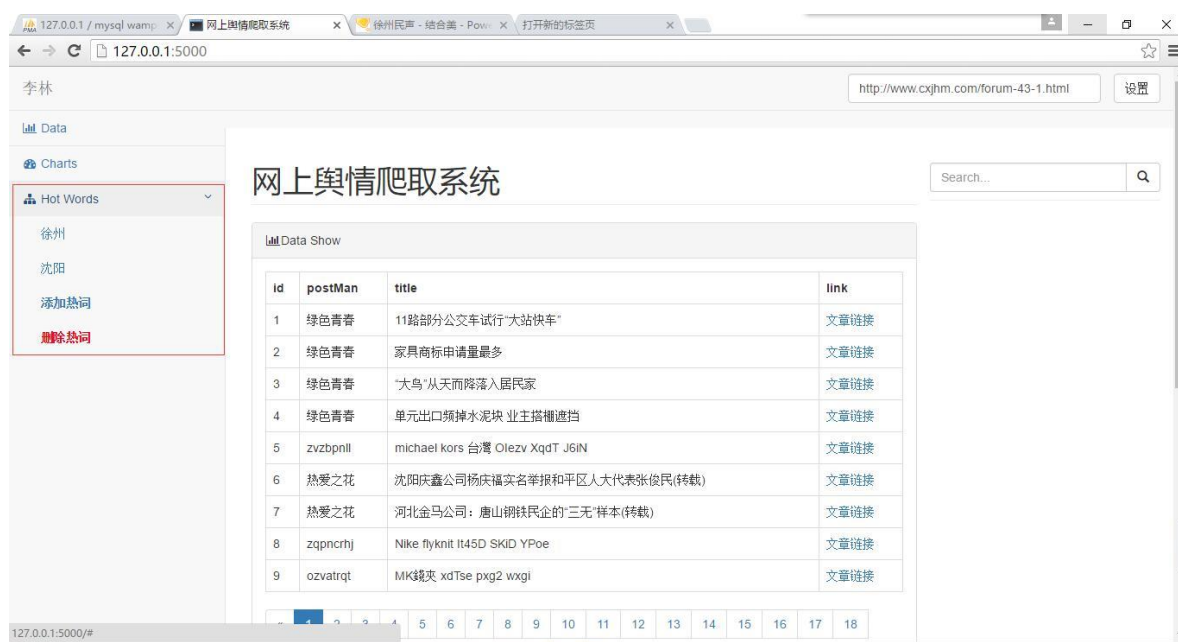 127.0.0.1 / mysql wamp
网上舆情爬取系统
徐州民声 - 结合美 - Pow
打开新的标签页
127.0.0.1:5000
李林
http://www.cxjhm.com/forum-43-1.html
设置
Data
Charts
Hot Words
徐州
沈阳
添加热词
删除热词
网上舆情爬取系统
Search...
Data Show
id postMan title link
1 绿色青春 11路部分公交车试行“大站快车” 文章链接
2 绿色青春 家具商标申请量最多 文章链接
3 绿色青春 “大鸟”从天而降落入居民家 文章链接
4 绿色青春 单元出口频掉水泥块 业主搭棚遮挡 文章链接
5 zvzbpnll michael kors 台灣 Olezv XqdT J6iN 文章链接
6 热爱之花 沈阳庆鑫公司杨庆福实名举报和平区人大代表张俊民(转载) 文章链接
7 热爱之花 河北金马公司：唐山钢铁民企的“三无”样本(转载) 文章链接
8 zqpncrhj Nike flyknit It45D SKiD YPoe 文章链接
9 ozvatrqt MK錢夾 xdTse pxg2 wxgi 文章链接
« 1 2 3 4 5 6 7 8 9 10 11 12 13 14 15 16 17 18
127.0.0.1:5000/#